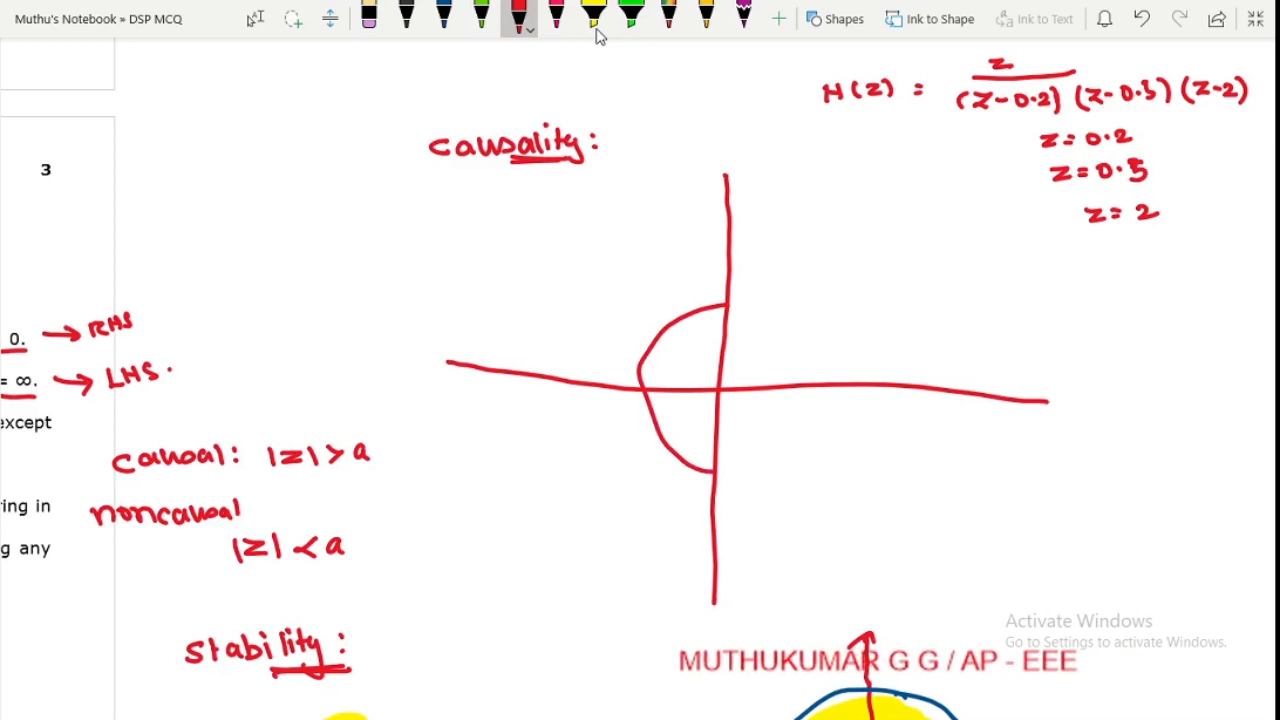 Muthu's Notebook » DSP MCQ
Shapes
Ink to Shape
Ink to Text
H(z) = z / (z-0.2) (z-0.5) (z-2)
causality:
z=0.2
3
z=0.5
z=2
0. → RHS
= ∞. → LHS.
except
causal: |z| > a
ring in
noncausal
g any
|z| < a
Activate Windows
Go to Settings to activate Windows.
stability:
MUTHUKUMAR G G / AP - EEE